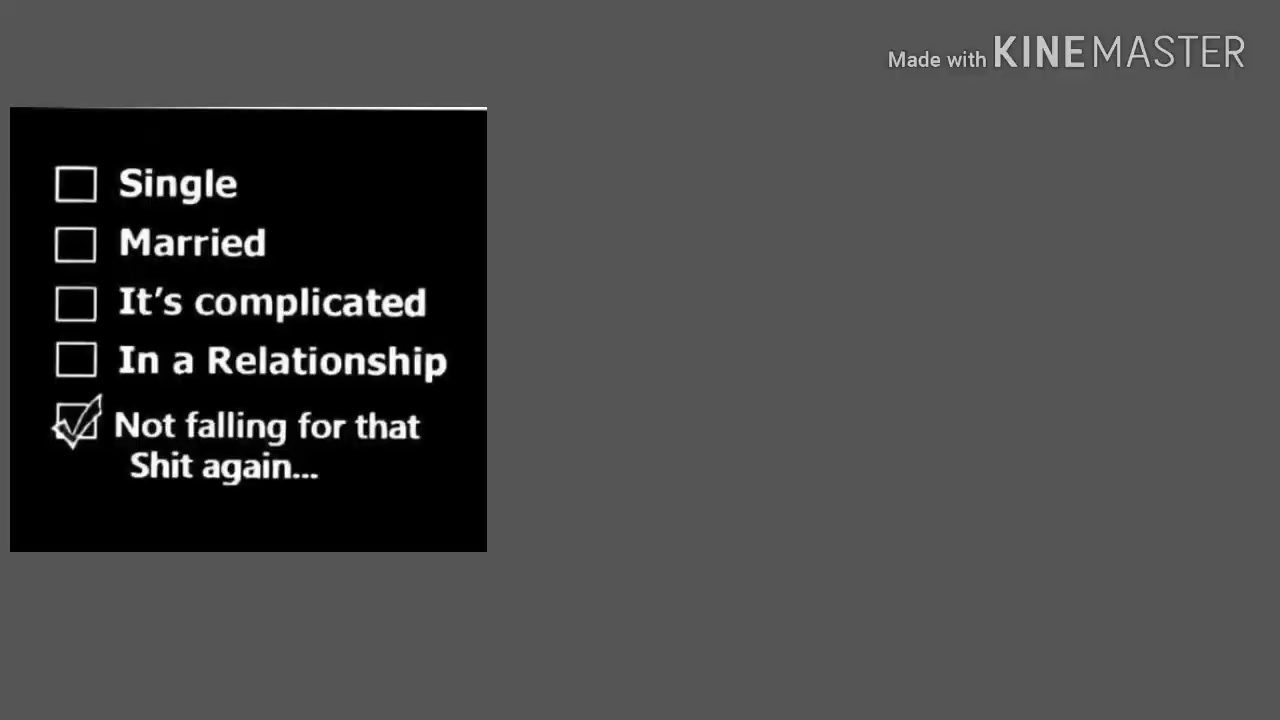 Made with KINEMASTER
Single
Married
It's complicated
In a Relationship
Not falling for that
Shit again...